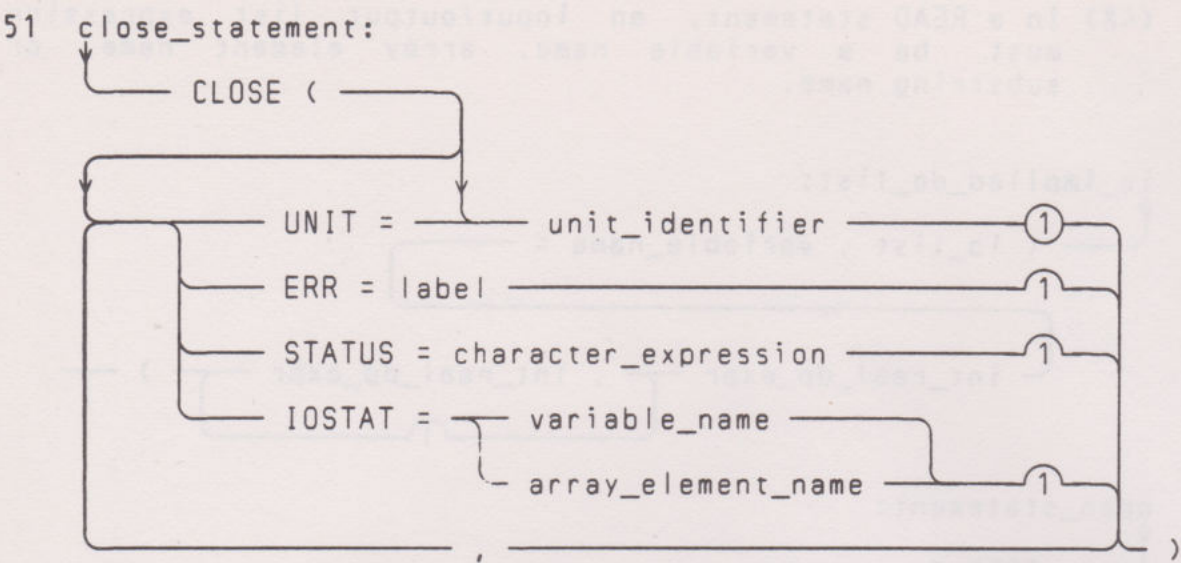 51 close_statement:
CLOSE (
UNIT = unit_identifier 1
ERR = label 1
STATUS = character_expression 1
IOSTAT = variable_name
array_element_name 1
, )